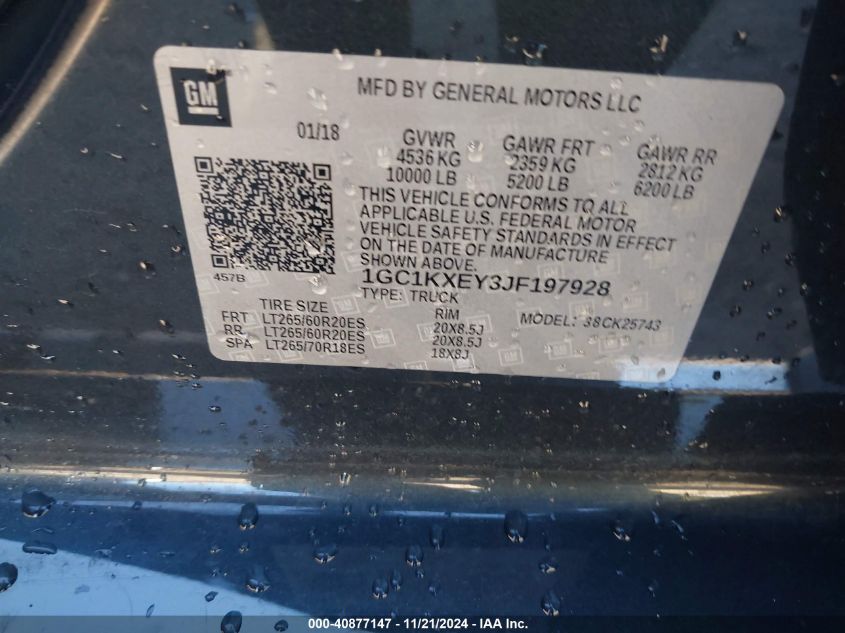 GM
MFD BY GENERAL MOTORS LLC
01/18
GVWR
4536 KG
10000 LB
GAWR FRT
2359 KG
5200 LB
GAWR RR
2812 KG
6200 LB
THIS VEHICLE CONFORMS TO ALL
APPLICABLE U.S. FEDERAL MOTOR
VEHICLE SAFETY STANDARDS IN EFFECT
ON THE DATE OF MANUFACTURE
SHOWN ABOVE.
457B
1GC1KXEY3JF197928
TYPE: TRUCK
TIRE SIZE
RIM
MODEL: 38CK25743
FRT LT265/60R20ES 20X8.5J
RR LT265/60R20ES 20X8.5J
SPA LT265/70R18ES 18X8J
000-40877147 - 11/21/2024 - IAA Inc.